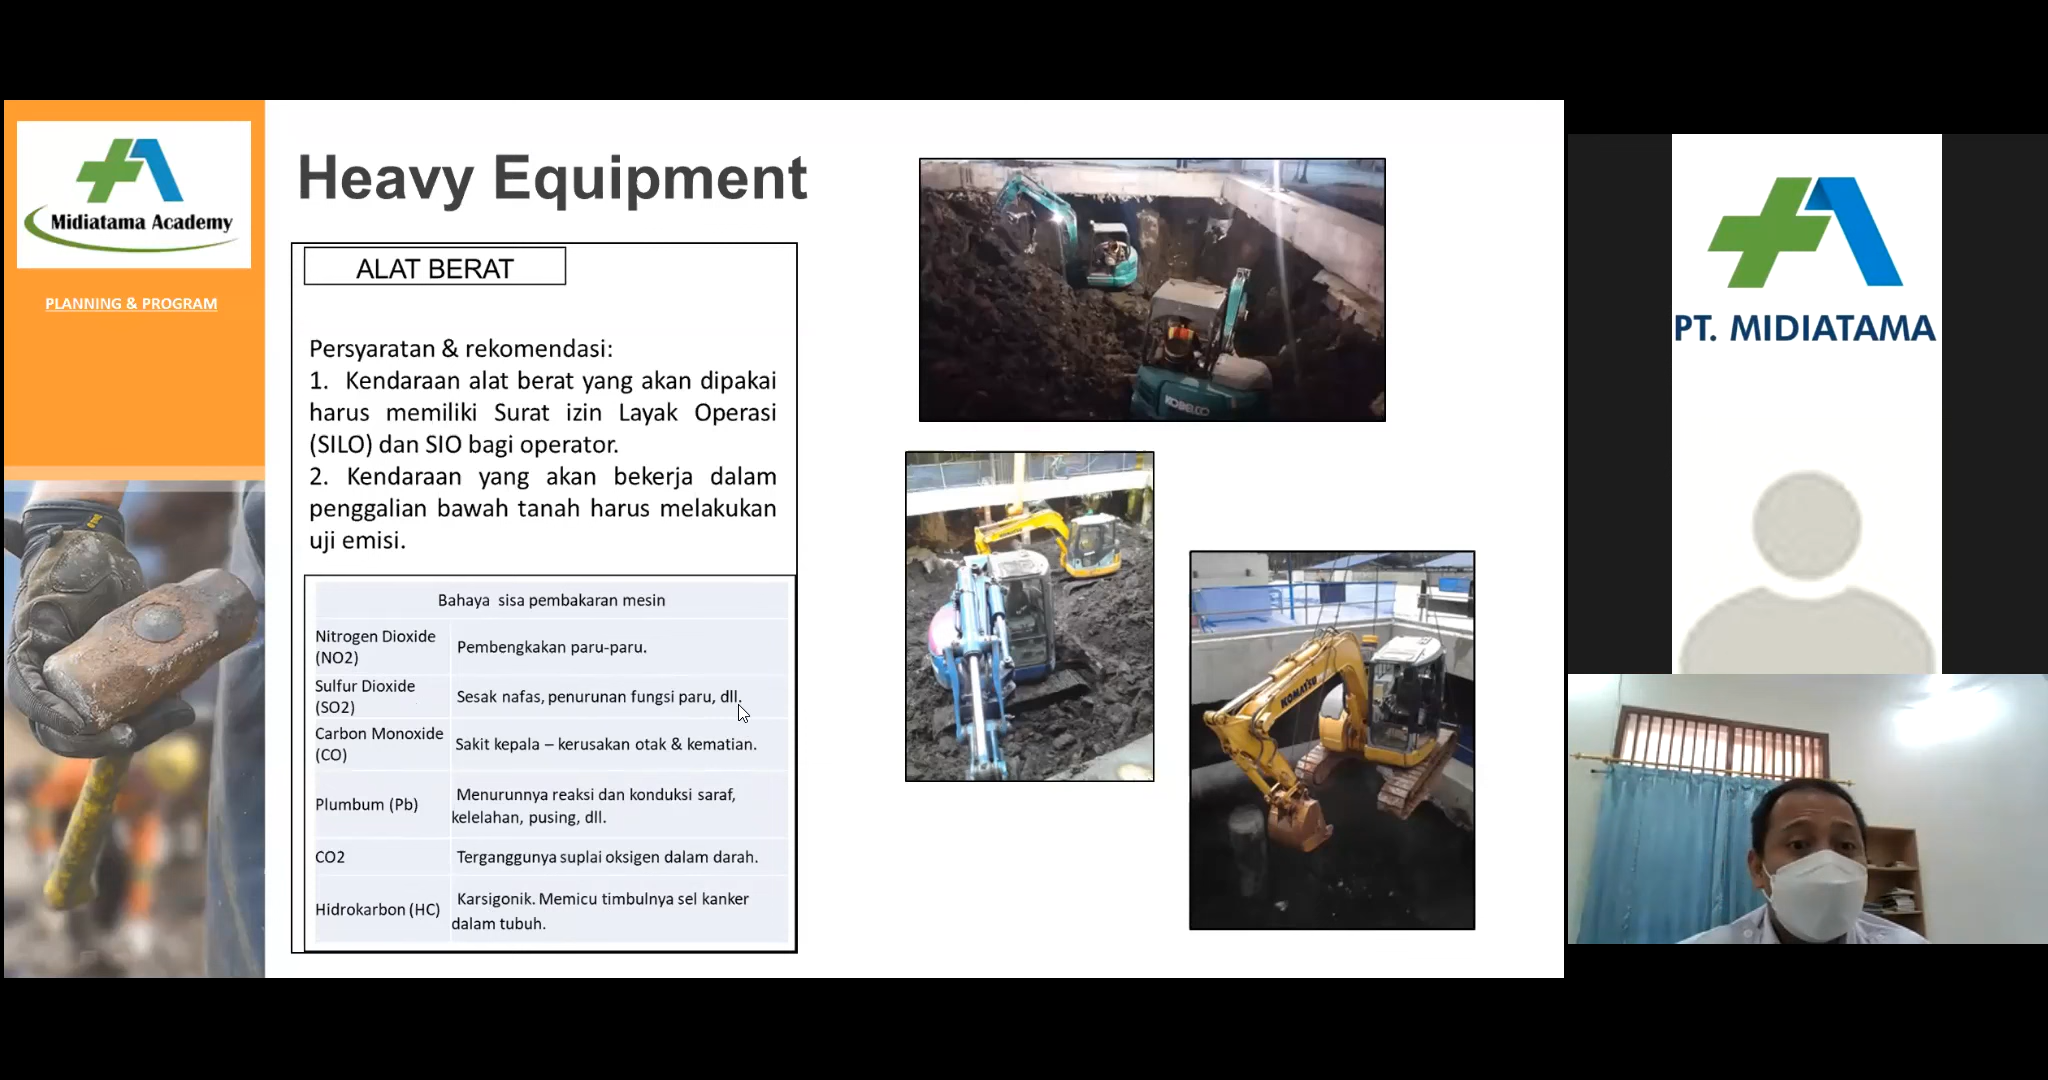 Midiatama Academy
PLANNING & PROGRAM
Heavy Equipment
ALAT BERAT
Persyaratan & rekomendasi:
1. Kendaraan alat berat yang akan dipakai
harus memiliki Surat izin Layak Operasi
(SILO) dan SIO bagi operator.
2. Kendaraan yang akan bekerja dalam
penggalian bawah tanah harus melakukan
uji emisi.
Bahaya sisa pembakaran mesin
Nitrogen Dioxide
(NO2)
Pembengkakan paru-paru.
Sulfur Dioxide
(SO2)
Sesak nafas, penurunan fungsi paru, dll.
Carbon Monoxide
(CO)
Sakit kepala – kerusakan otak & kematian.
Plumbum (Pb)
Menurunnya reaksi dan konduksi saraf,
kelelahan, pusing, dll.
CO2
Terganggunya suplai oksigen dalam darah.
Hidrokarbon (HC)
Karsigonik. Memicu timbulnya sel kanker
dalam tubuh.
KOBELCO
KOMATSU
PT. MIDIATAMA